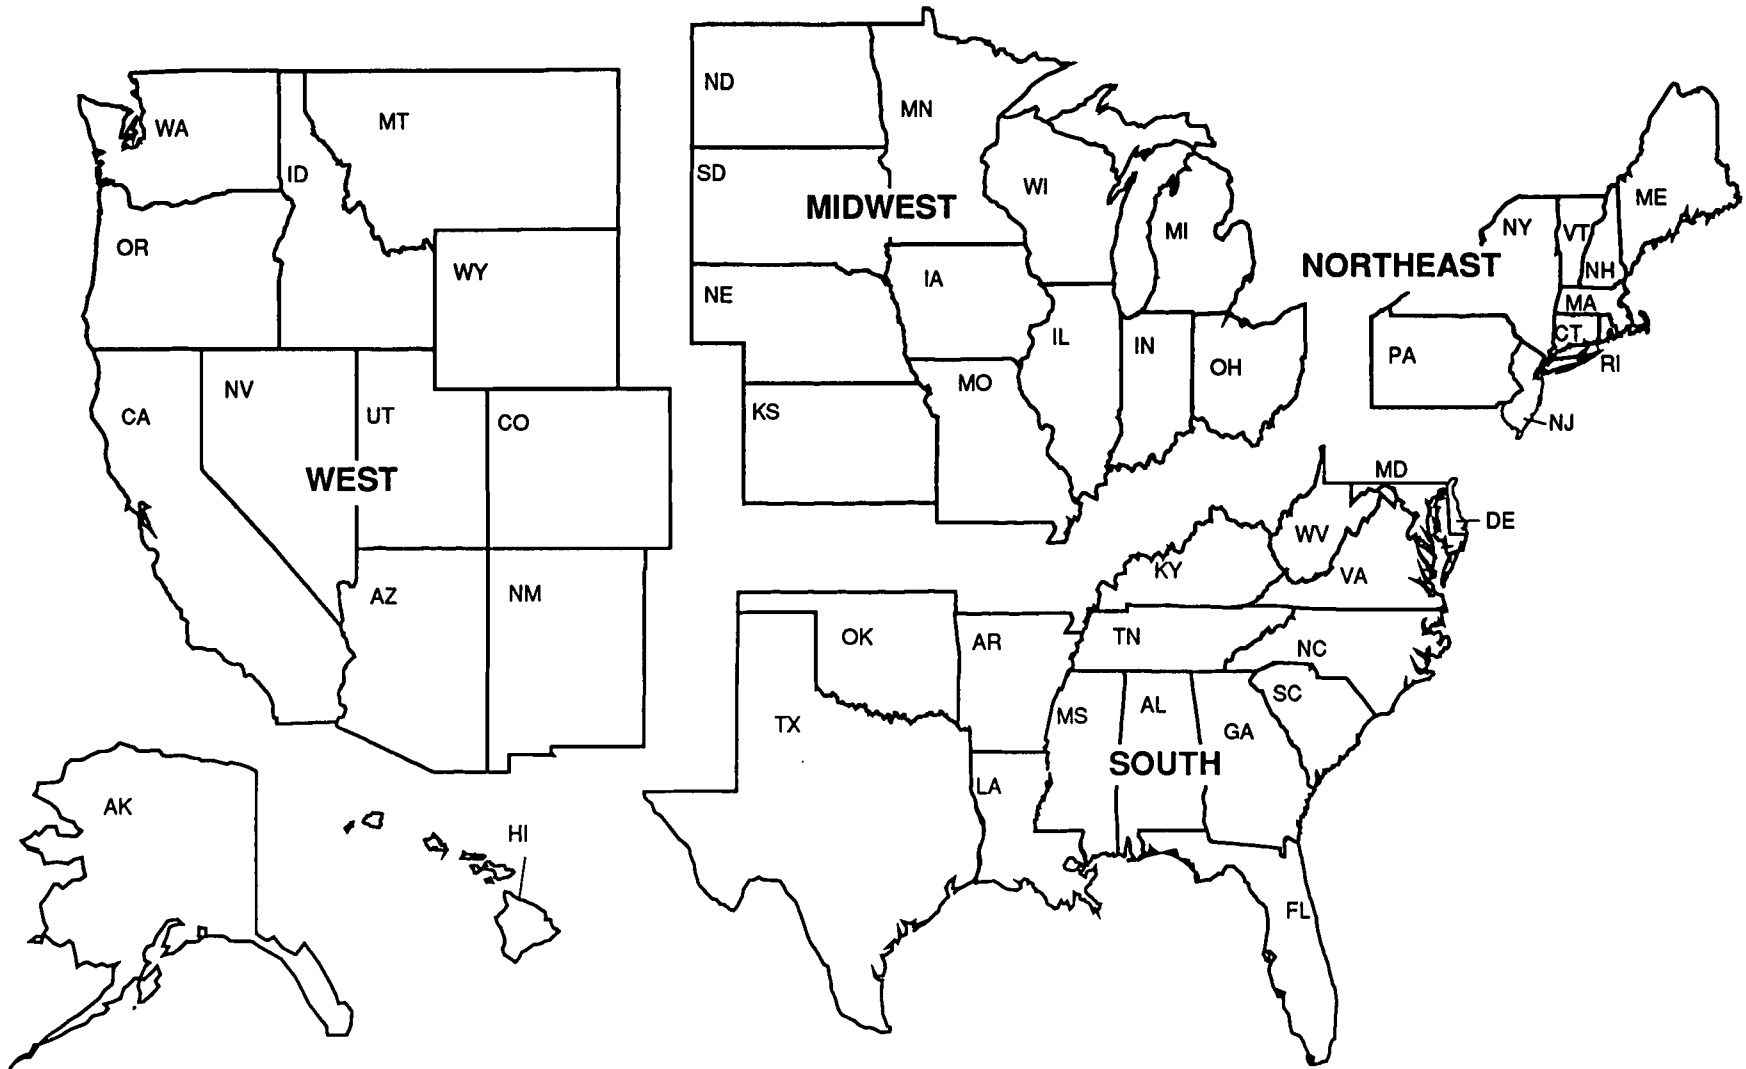 WA
MT
ID
OR
WY
NV
CA
UT
CO
WEST
AZ
NM
AK
HI
ND
MN
SD
WI
MIDWEST
MI
IA
NE
IL
IN
OH
MO
KS
ME
NY
VT
NORTHEAST
NH
MA
CT
PA
RI
NJ
MD
DE
WV
KY
VA
OK
AR
TN
NC
SC
TX
MS
AL
GA
SOUTH
LA
FL